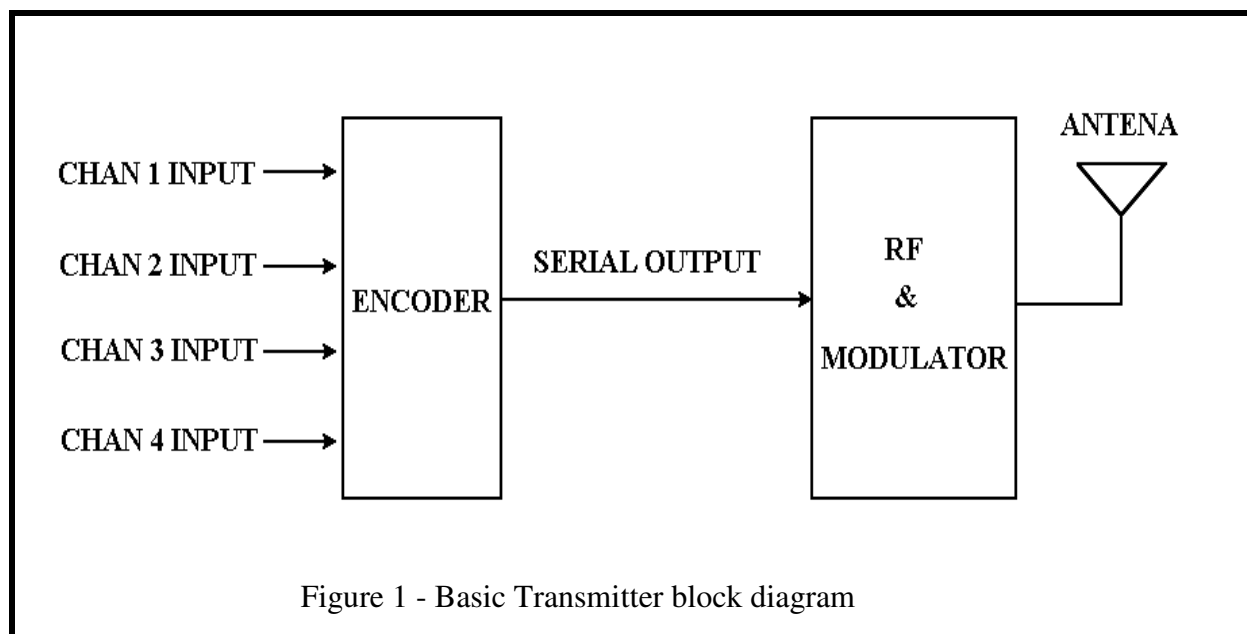 CHAN 1 INPUT
CHAN 2 INPUT
CHAN 3 INPUT
CHAN 4 INPUT
ENCODER
SERIAL OUTPUT
RF
&
MODULATOR
ANTENA
Figure 1 - Basic Transmitter block diagram